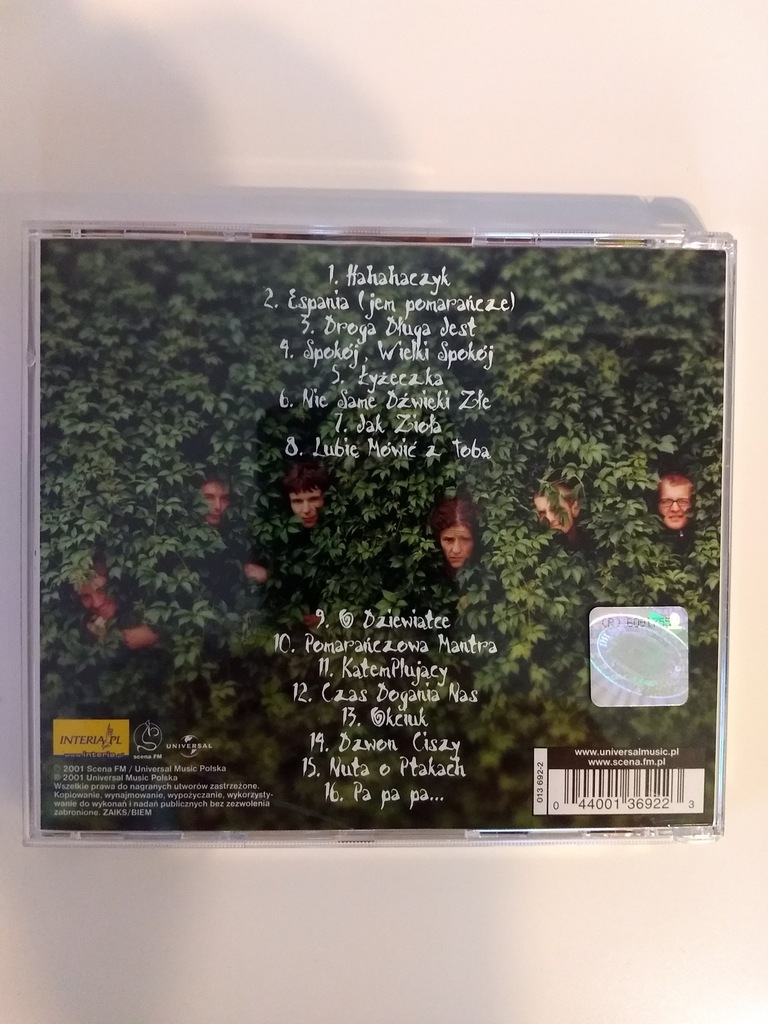 1. Hahahaczyk
2. Espania (jem pomarańcze)
3. Droga Długa Jest
4. Spokój, Wielki Spokój
5. Łyżeczka
6. Nie Same Dźwięki Złe
7. Jak Zioła
8. Lubię Mówić z Tobą
9. O Dziewiątce
10. Pomarańczowa Mantra
11. KatemPlujący
12. Czas Dogania Nas
13. Okciuk
14. Dzwon Ciszy
15. Nuta o Ptakach
16. Pa pa pa...
INTERIA.PL
scena FM
UNIVERSAL
© 2001 Scena FM / Universal Music Polska
℗ 2001 Universal Music Polska
Wszelkie prawa do nagranych utworów zastrzeżone.
Kopiowanie, wynajmowanie, wypożyczanie, wykorzysty-
wanie do wykonań i nadań publicznych bez zezwolenia
zabronione. ZAIKS/BIEM
www.universalmusic.pl
www.scena.fm.pl
013 692-2
0 44001 36922 3